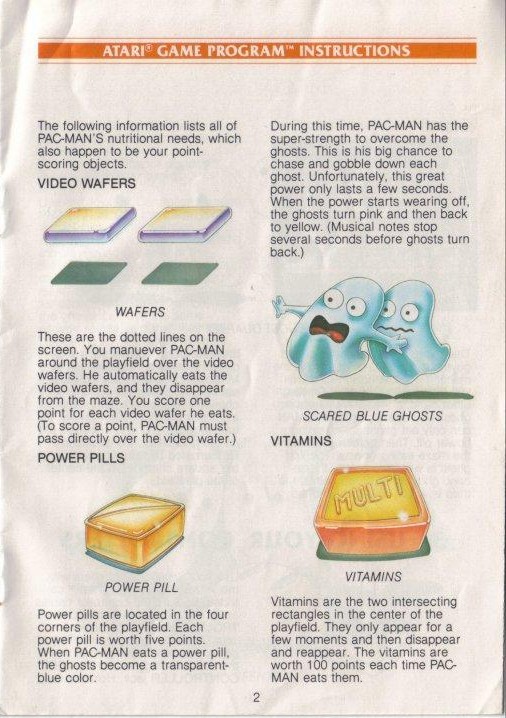 ATARI® GAME PROGRAM™ INSTRUCTIONS
The following information lists all of
PAC-MAN'S nutritional needs, which
also happen to be your point-
scoring objects.
VIDEO WAFERS
WAFERS
These are the dotted lines on the
screen. You manuever PAC-MAN
around the playfield over the video
wafers. He automatically eats the
video wafers, and they disappear
from the maze. You score one
point for each video wafer he eats.
(To score a point, PAC-MAN must
pass directly over the video wafer.)
POWER PILLS
POWER PILL
Power pills are located in the four
corners of the playfield. Each
power pill is worth five points.
When PAC-MAN eats a power pill,
the ghosts become a transparent-
blue color.
During this time, PAC-MAN has the
super-strength to overcome the
ghosts. This is his big chance to
chase and gobble down each
ghost. Unfortunately, this great
power only lasts a few seconds.
When the power starts wearing off,
the ghosts turn pink and then back
to yellow. (Musical notes stop
several seconds before ghosts turn
back.)
SCARED BLUE GHOSTS
VITAMINS
MULTI
VITAMINS
Vitamins are the two intersecting
rectangles in the center of the
playfield. They only appear for a
few moments and then disappear
and reappear. The vitamins are
worth 100 points each time PAC-
MAN eats them.
2